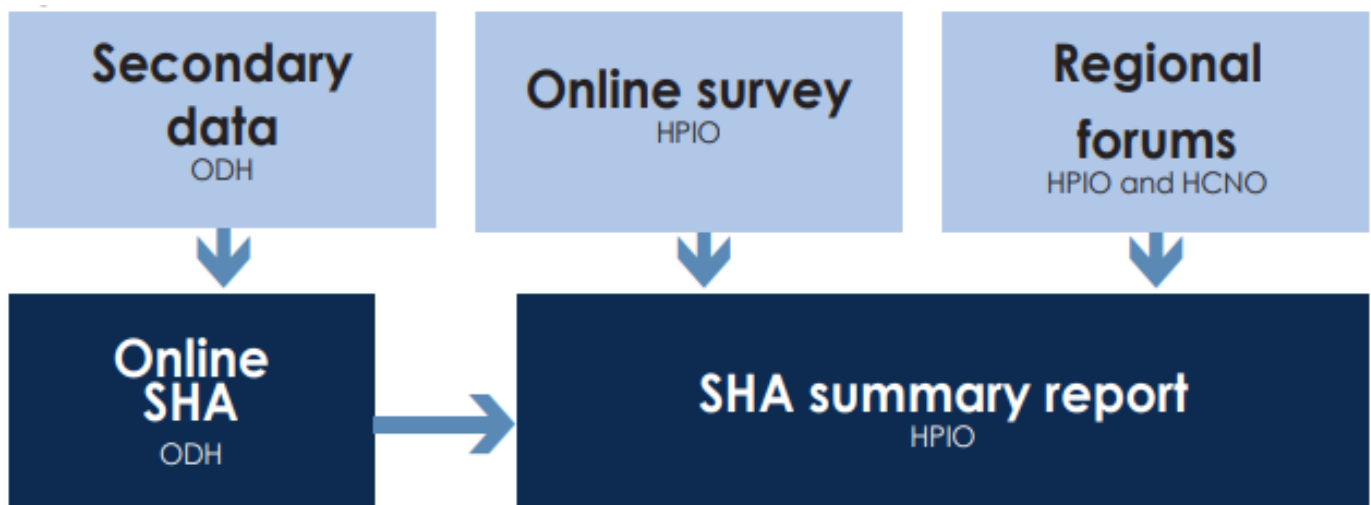 Secondary
data
ODH
Online survey
HPIO
Regional
forums
HPIO and HCNO
Online
SHA
ODH
SHA summary report
HPIO